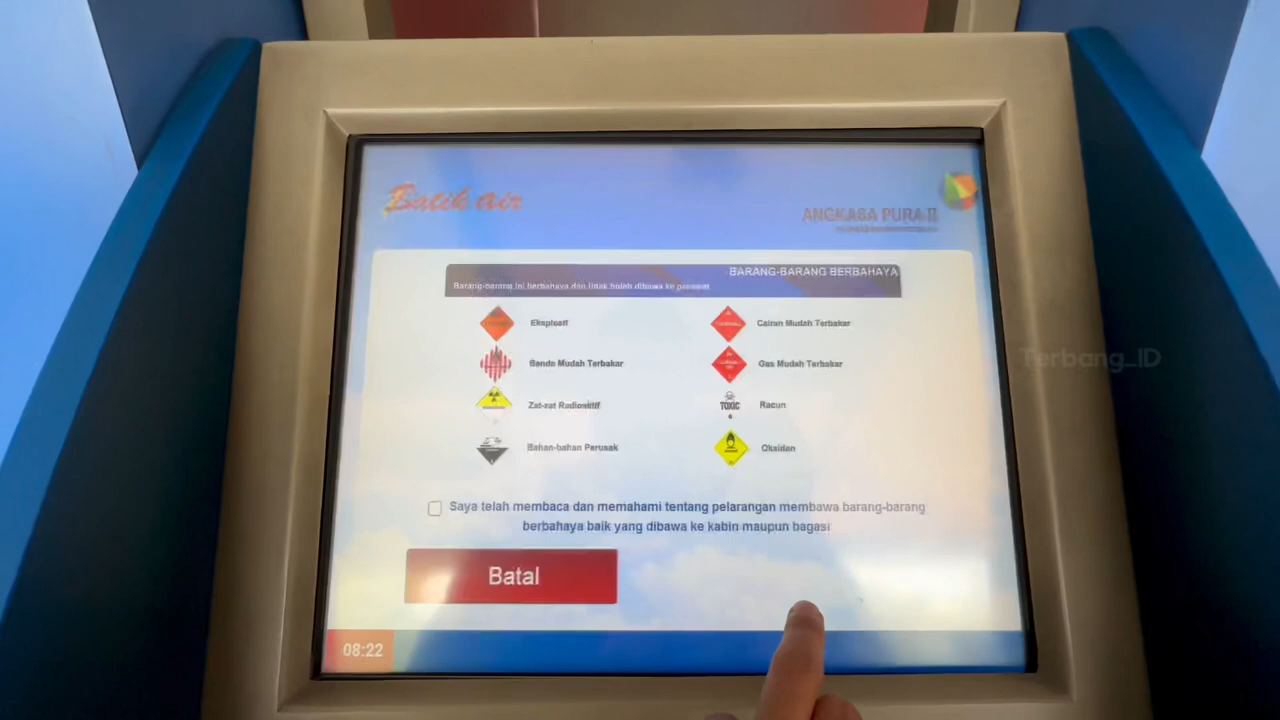 Batik air
ANGKASA PURA II
BARANG-BARANG BERBAHAYA
Barang-barang ini berbahaya dan tidak boleh dibawa ke pesawat
Eksplosif
Cairan Mudah Terbakar
Benda Mudah Terbakar
Gas Mudah Terbakar
Zat-zat Radioaktif
TOXIC
6
Racun
Bahan-bahan Perusak
Oksiden
Saya telah membaca dan memahami tentang pelarangan membawa barang-barang
berbahaya baik yang dibawa ke kabin maupun bagasi
Batal
08:22
Terbang_ID